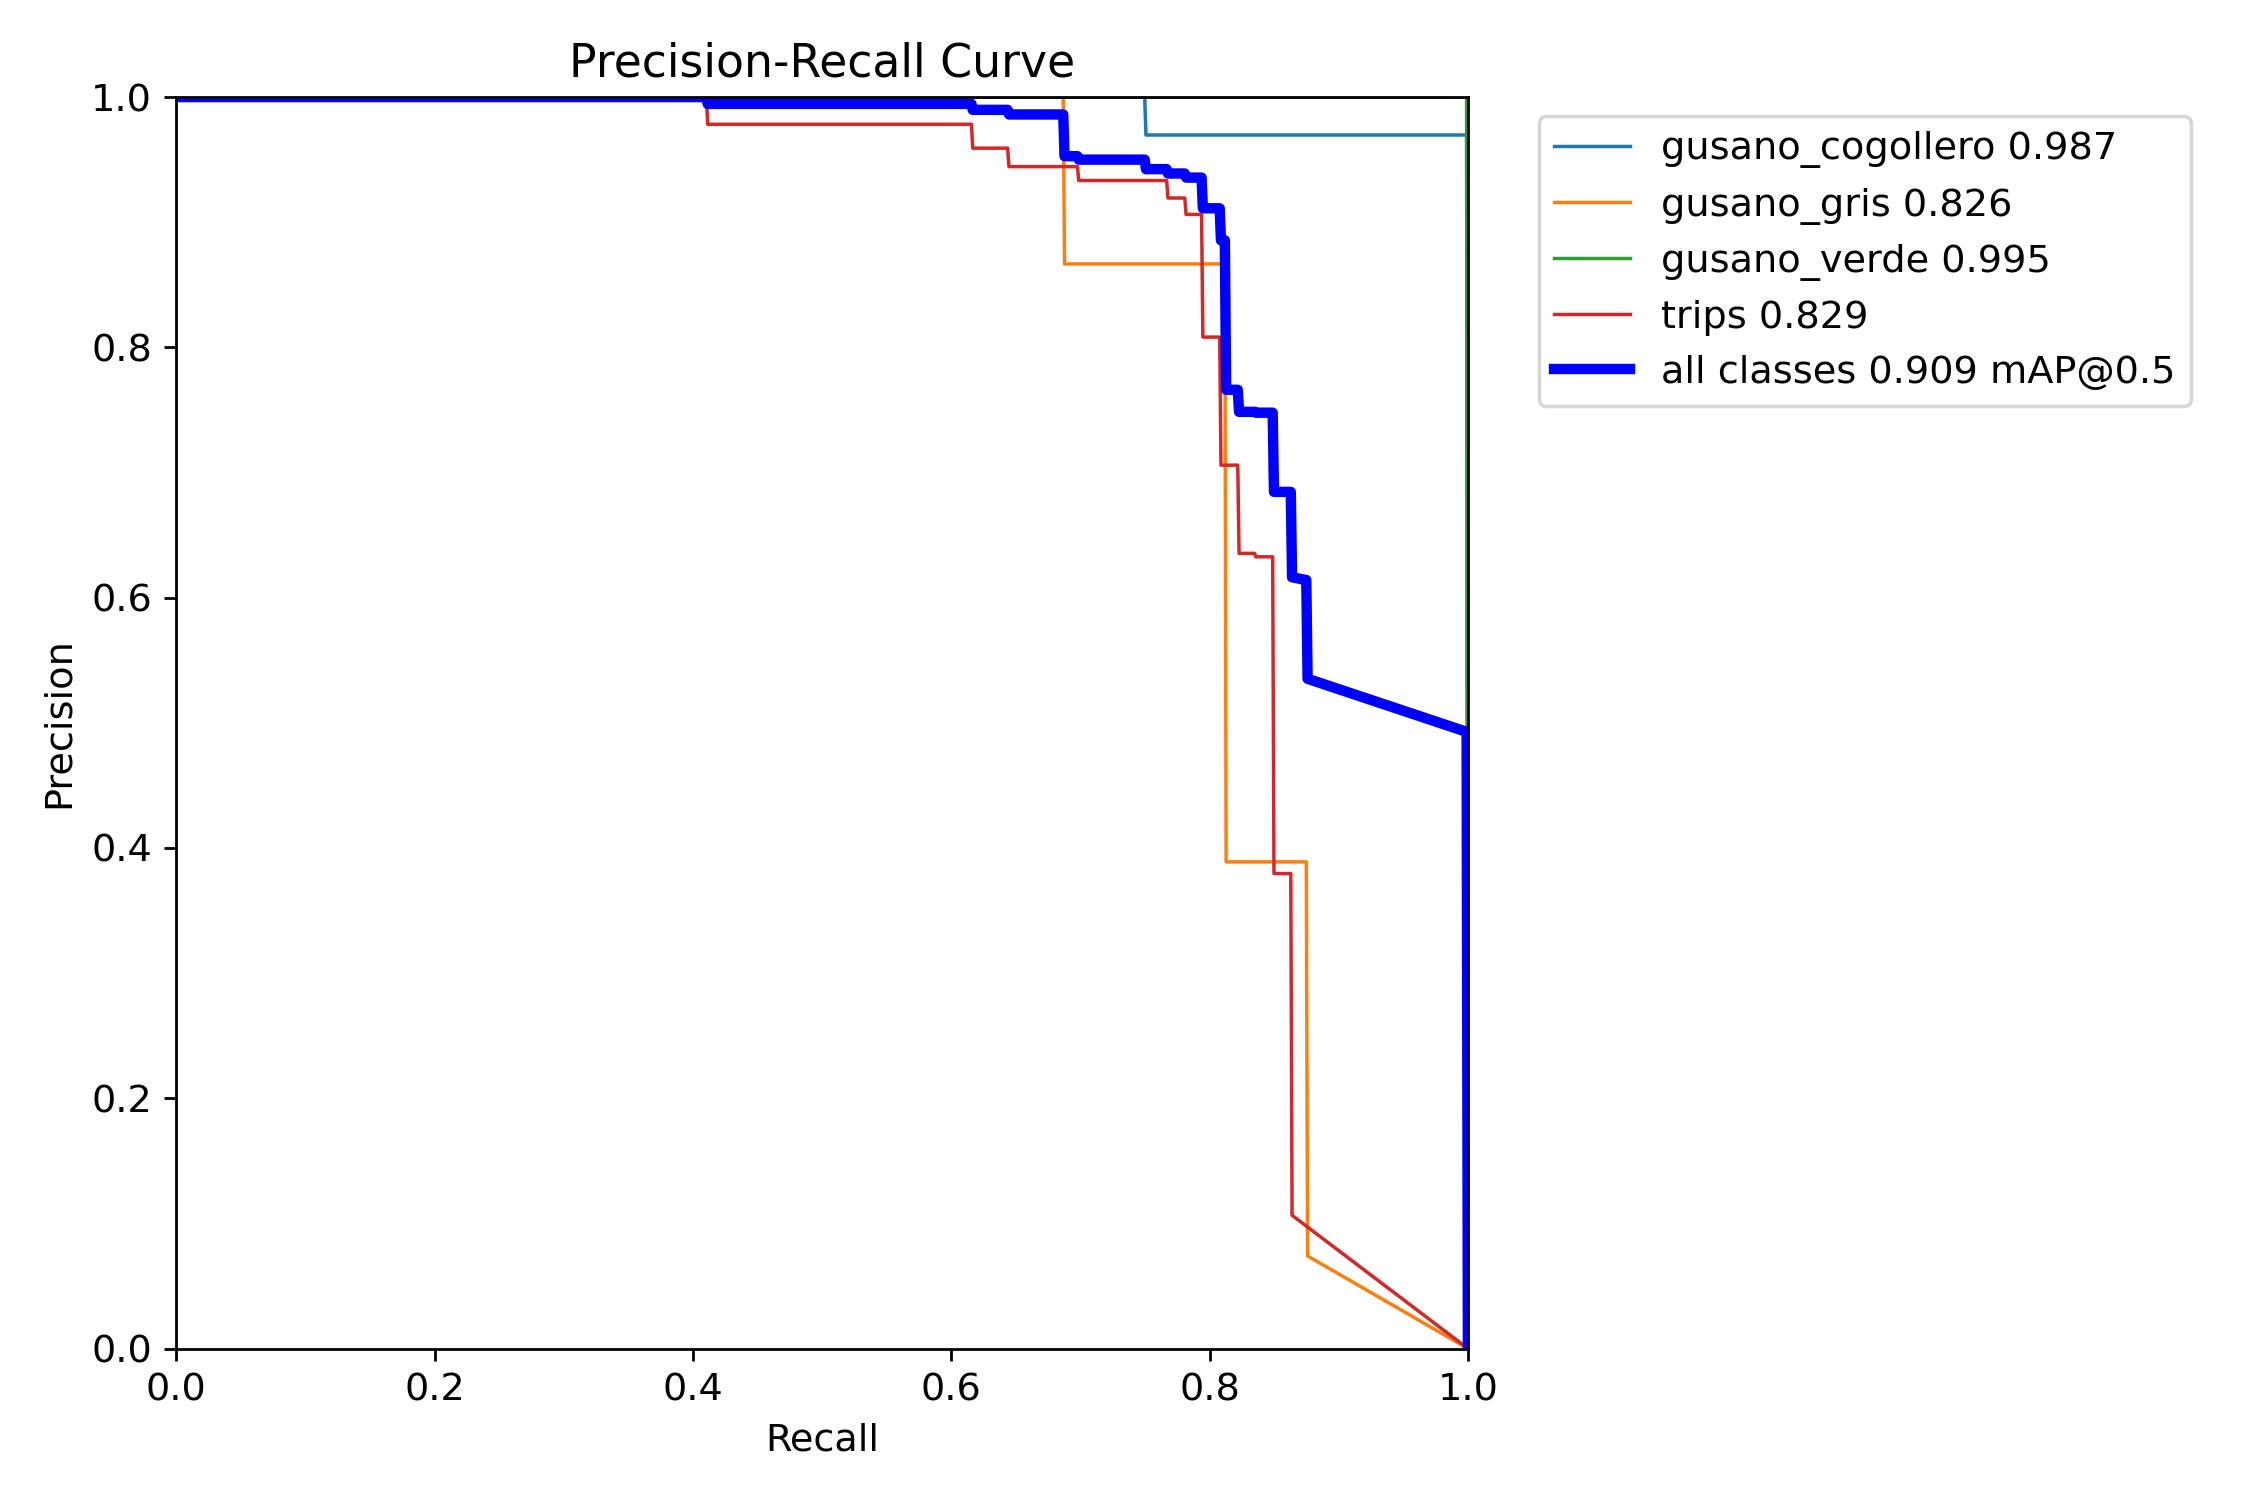 Precision-Recall Curve
1.0
0.8
0.6
0.4
0.2
0.0
Precision
0.0 0.2 0.4 0.6 0.8 1.0
Recall
gusano_cogollero 0.987
gusano_gris 0.826
gusano_verde 0.995
trips 0.829
all classes 0.909 mAP@0.5